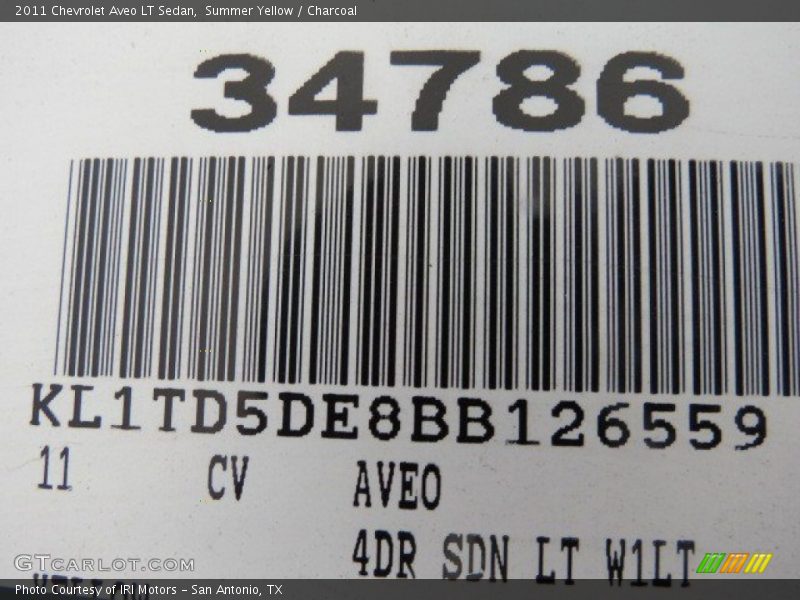 2011 Chevrolet Aveo LT Sedan,  Summer Yellow / Charcoal
34786
KL1TD5DE8BB126559
11 CV AVEO
4DR SDN LT W1LT
GTCARLOT.COM
Photo Courtesy of IRI Motors – San Antonio, TX